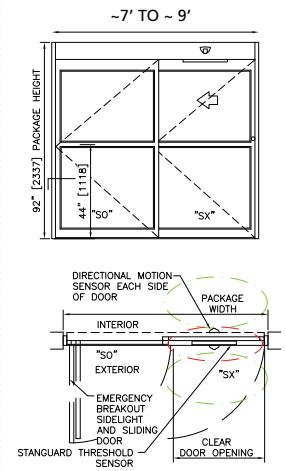 ~7' TO ~ 9'
92" [2337] PACKAGE HEIGHT
44" [1118]
"SO"
"SX"
DIRECTIONAL MOTION
SENSOR EACH SIDE
OF DOOR
PACKAGE
WIDTH
INTERIOR
"SO"
EXTERIOR
"SX"
EMERGENCY
BREAKOUT
SIDELIGHT
AND SLIDING
DOOR
STANGUARD THRESHOLD
SENSOR
CLEAR
DOOR OPENING